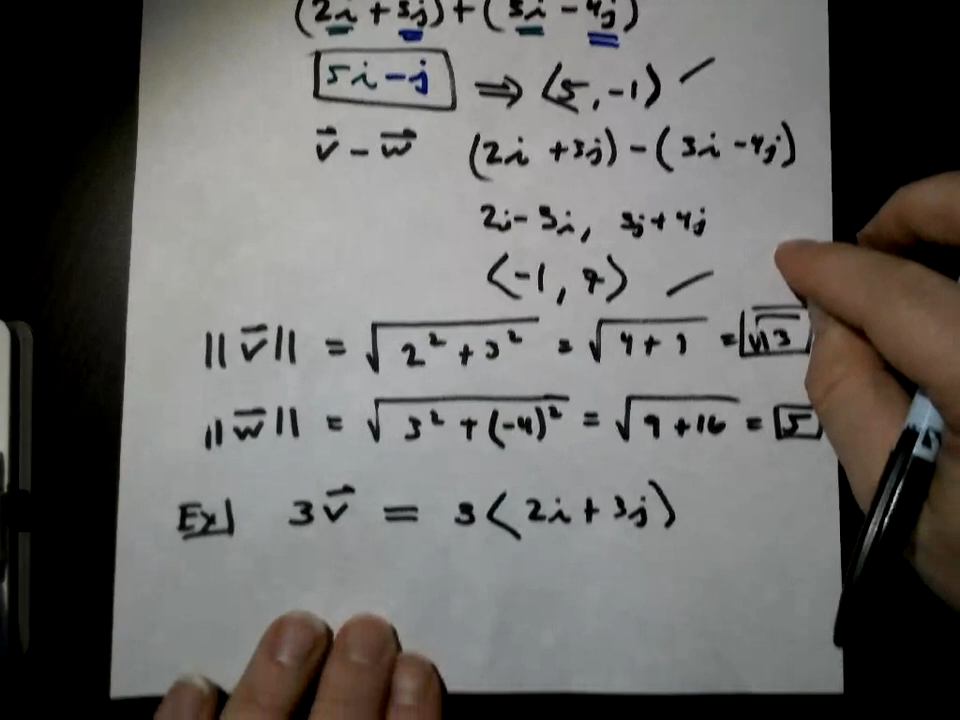 (2i + 3j) + (3i - 4j)
5i - j ⟹ ⟨5, -1⟩
v⃗ - w⃗ (2i + 3j) - (3i - 4j)
2i - 3i, 3j + 4j
⟨-1, 7⟩
||v⃗|| = √(2² + 3²) = √(4 + 9) = √13
||w⃗|| = √(3² + (-4)²) = √(9 + 16) = 5
Ex| 3v⃗ = 3⟨2i + 3j⟩